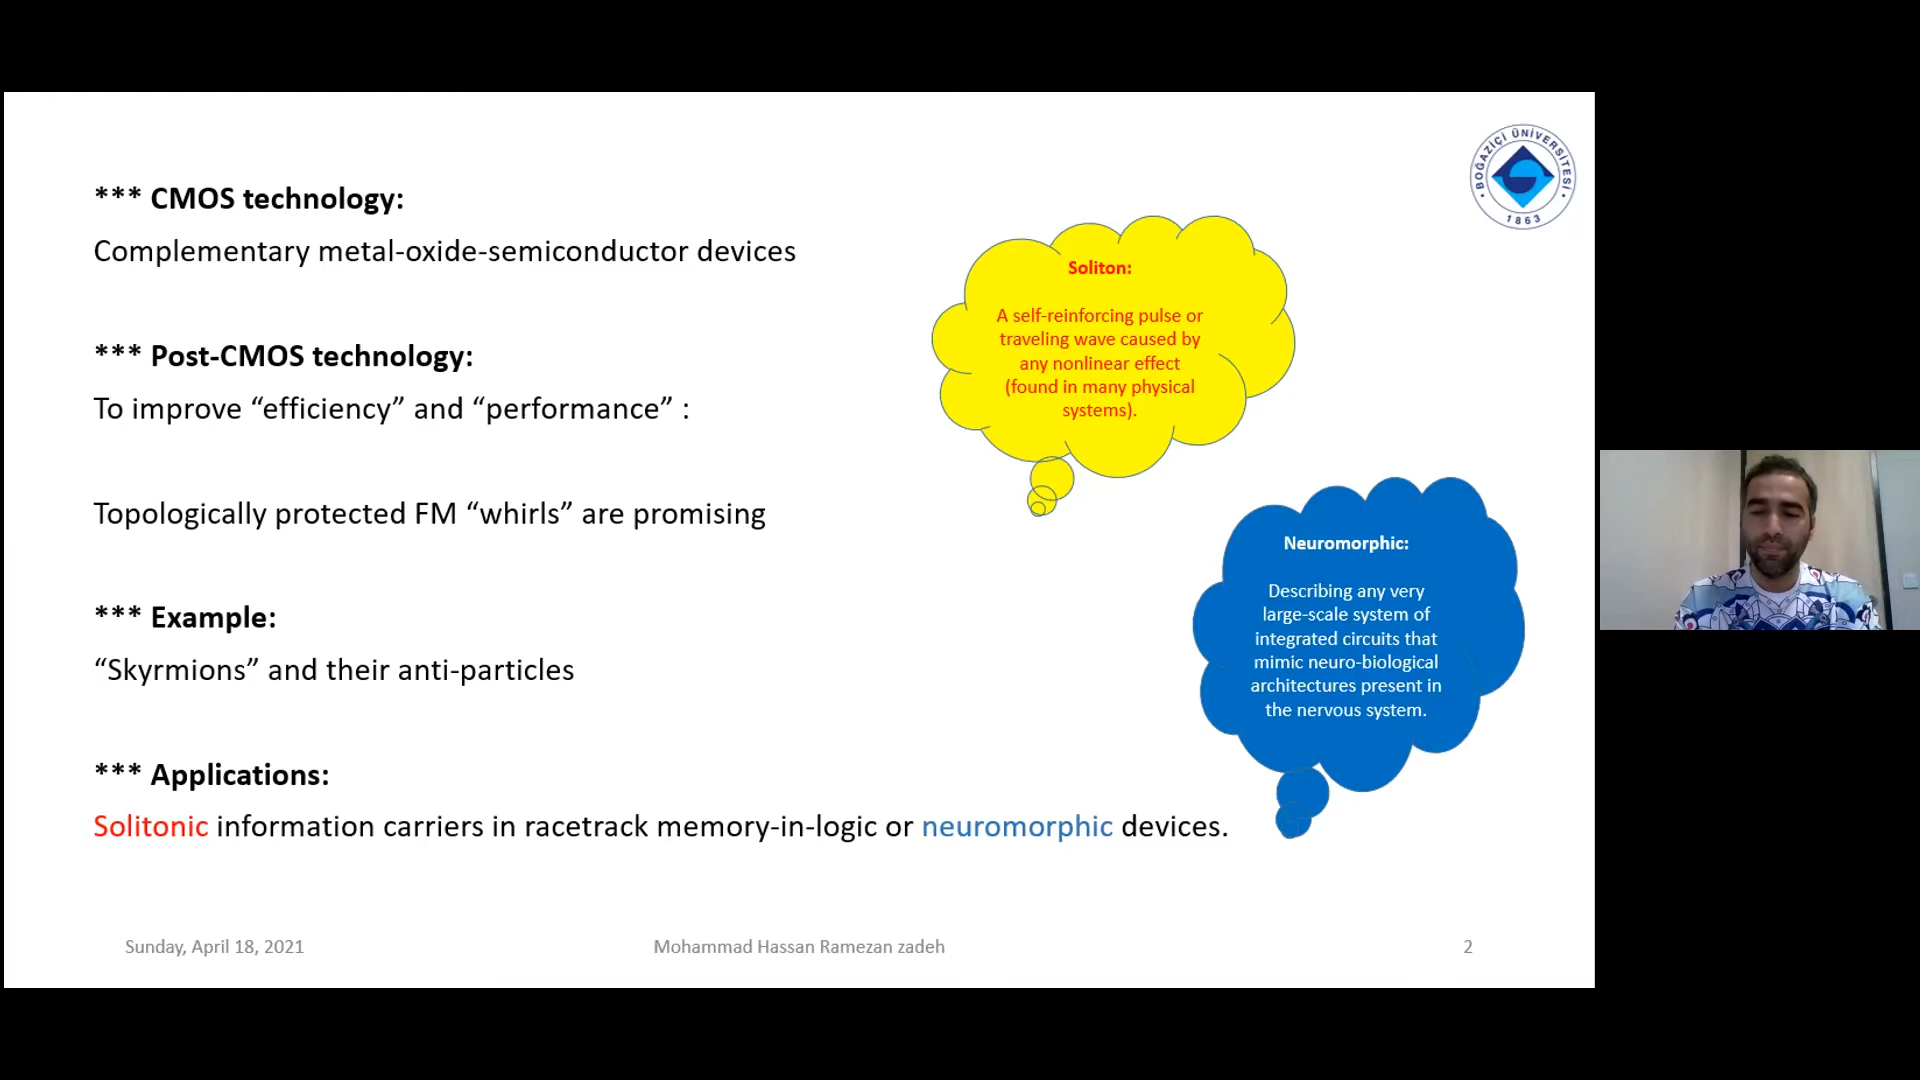 *** CMOS technology:
Complementary metal-oxide-semiconductor devices
*** Post-CMOS technology:
To improve “efficiency” and “performance” :
Topologically protected FM “whirls” are promising
*** Example:
“Skyrmions” and their anti-particles
*** Applications:
Solitonic information carriers in racetrack memory-in-logic or neuromorphic devices.
Soliton:
A self-reinforcing pulse or
traveling wave caused by
any nonlinear effect
(found in many physical
systems).
Neuromorphic:
Describing any very
large-scale system of
integrated circuits that
mimic neuro-biological
architectures present in
the nervous system.
BOĞAZİÇİ ÜNİVERSİTESİ
1863
Sunday, April 18, 2021
Mohammad Hassan Ramezan zadeh
2